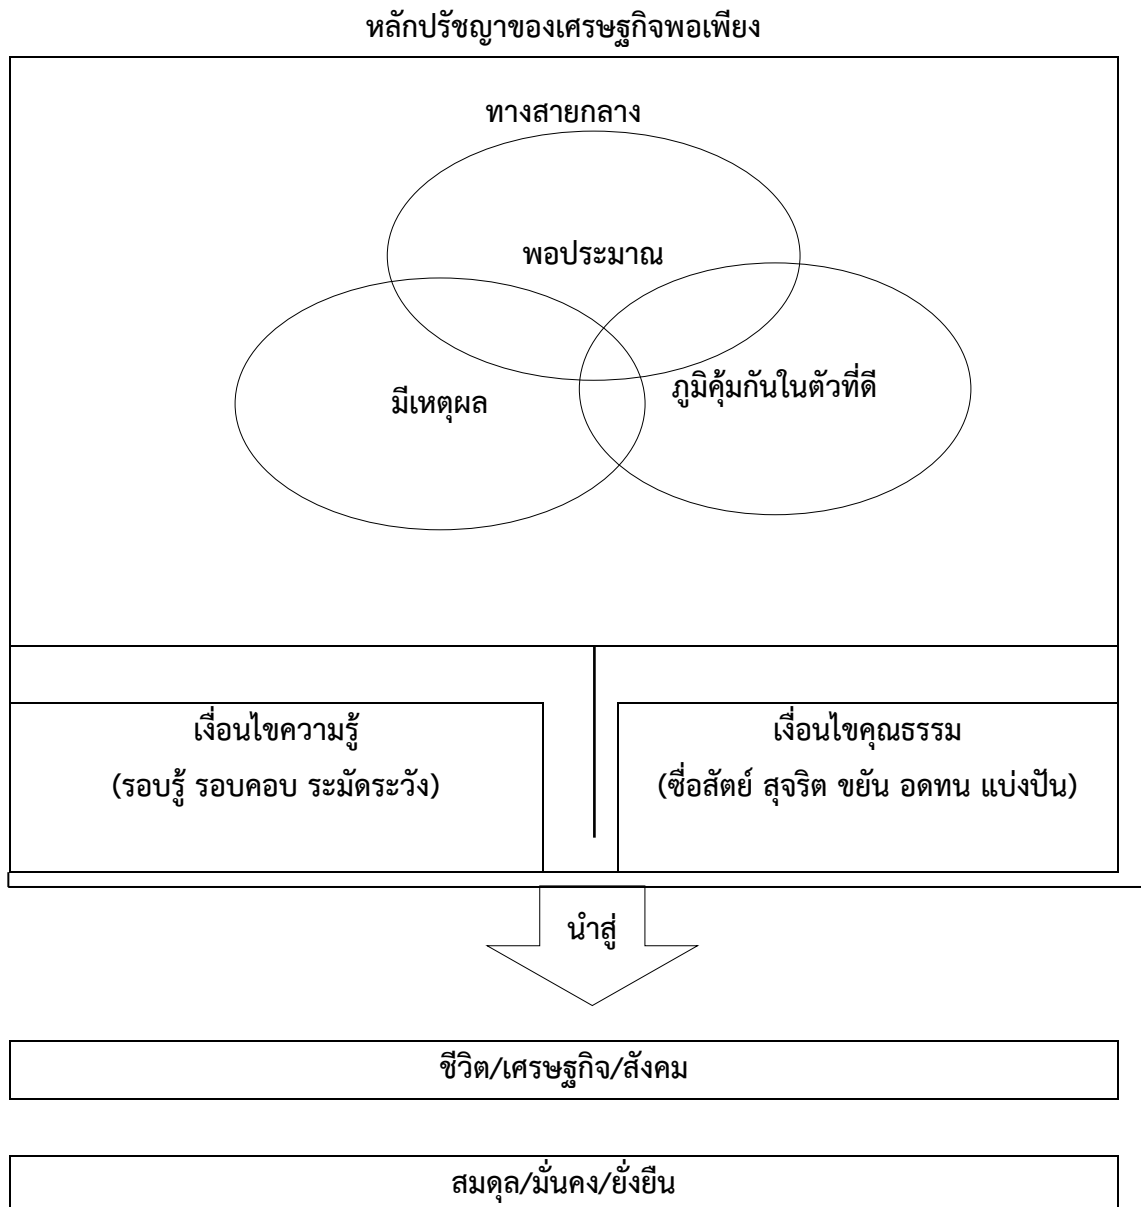 หลักปรัชญาของเศรษฐกิจพอเพียง
ทางสายกลาง
พอประมาณ
มีเหตุผล
ภูมิคุ้มกันในตัวที่ดี
เงื่อนไขความรู้
(รอบรู้ รอบคอบ ระมัดระวัง)
เงื่อนไขคุณธรรม
(ซื่อสัตย์ สุจริต ขยัน อดทน แบ่งปัน)
นำสู่
ชีวิต/เศรษฐกิจ/สังคม
สมดุล/มั่นคง/ยั่งยืน